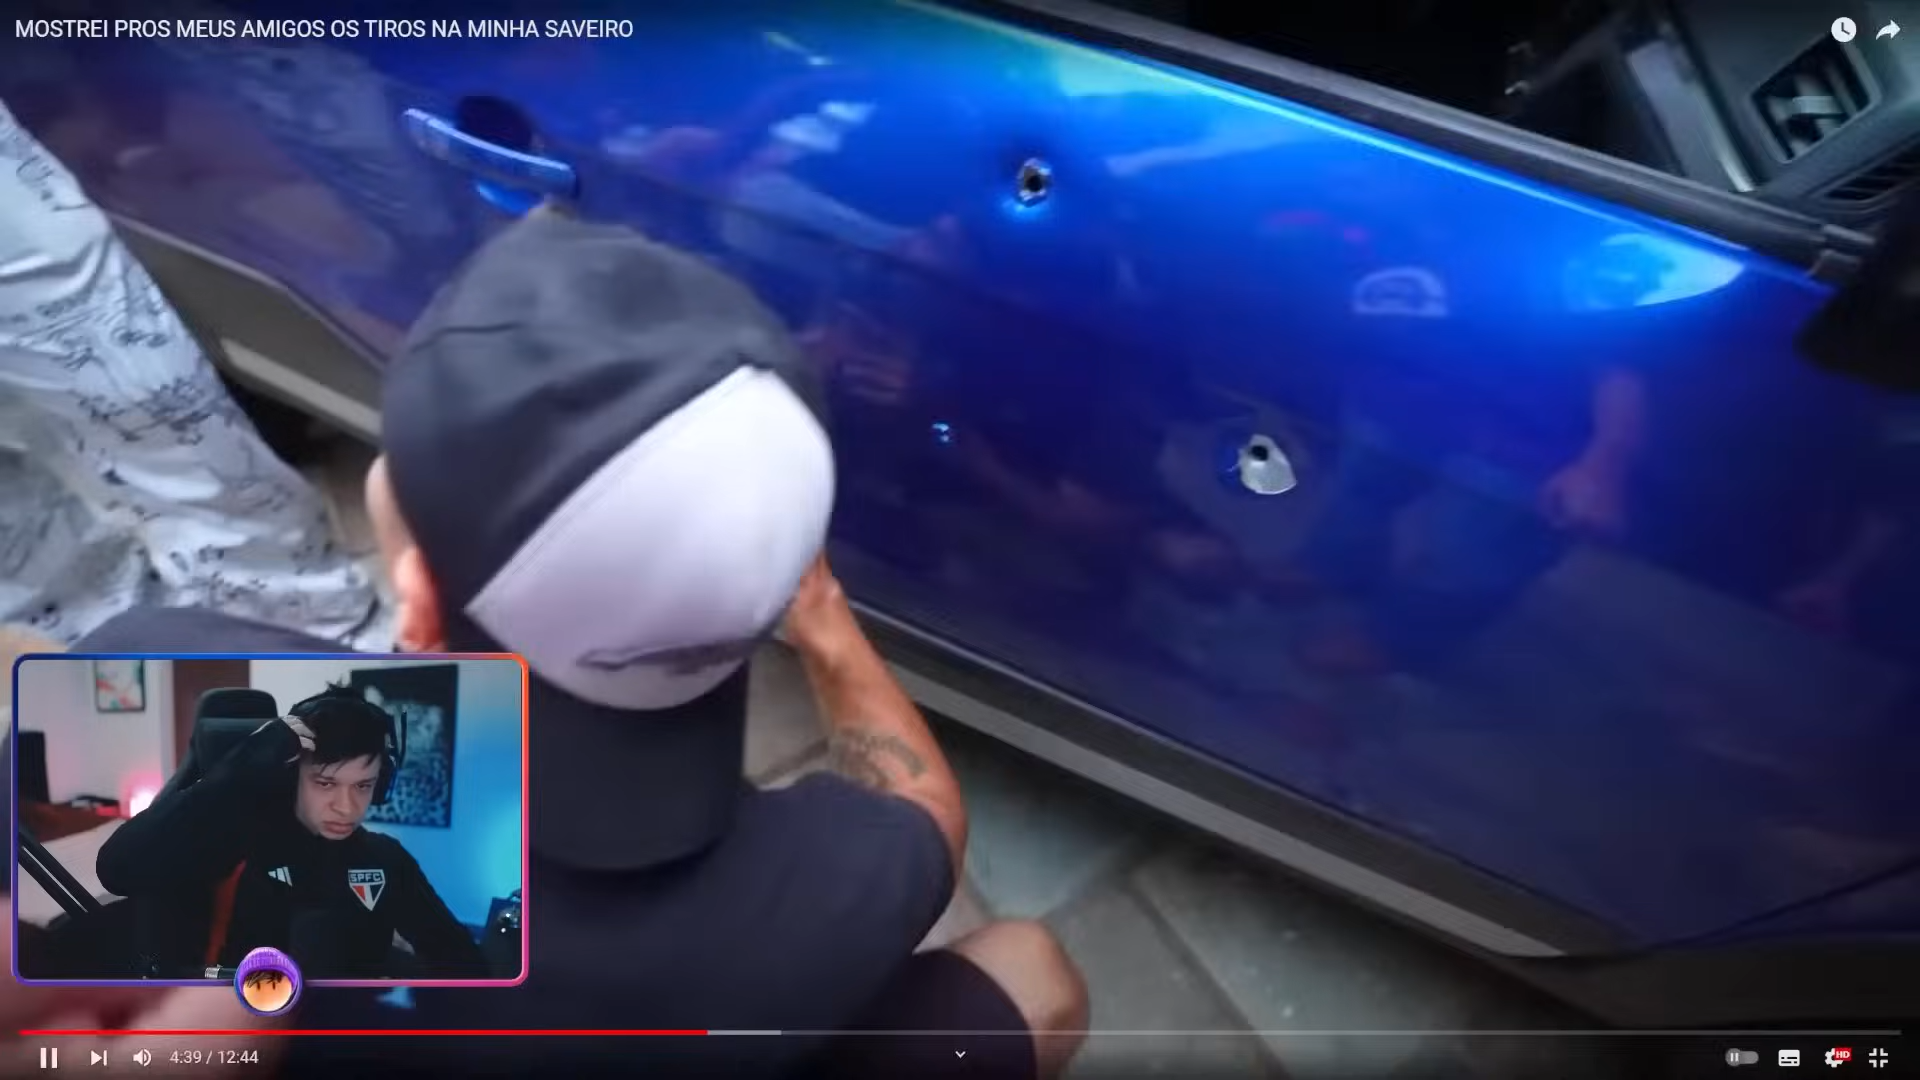 MOSTREI PROS MEUS AMIGOS OS TIROS NA MINHA SAVEIRO
SPFC
4:39 / 12:44
HD